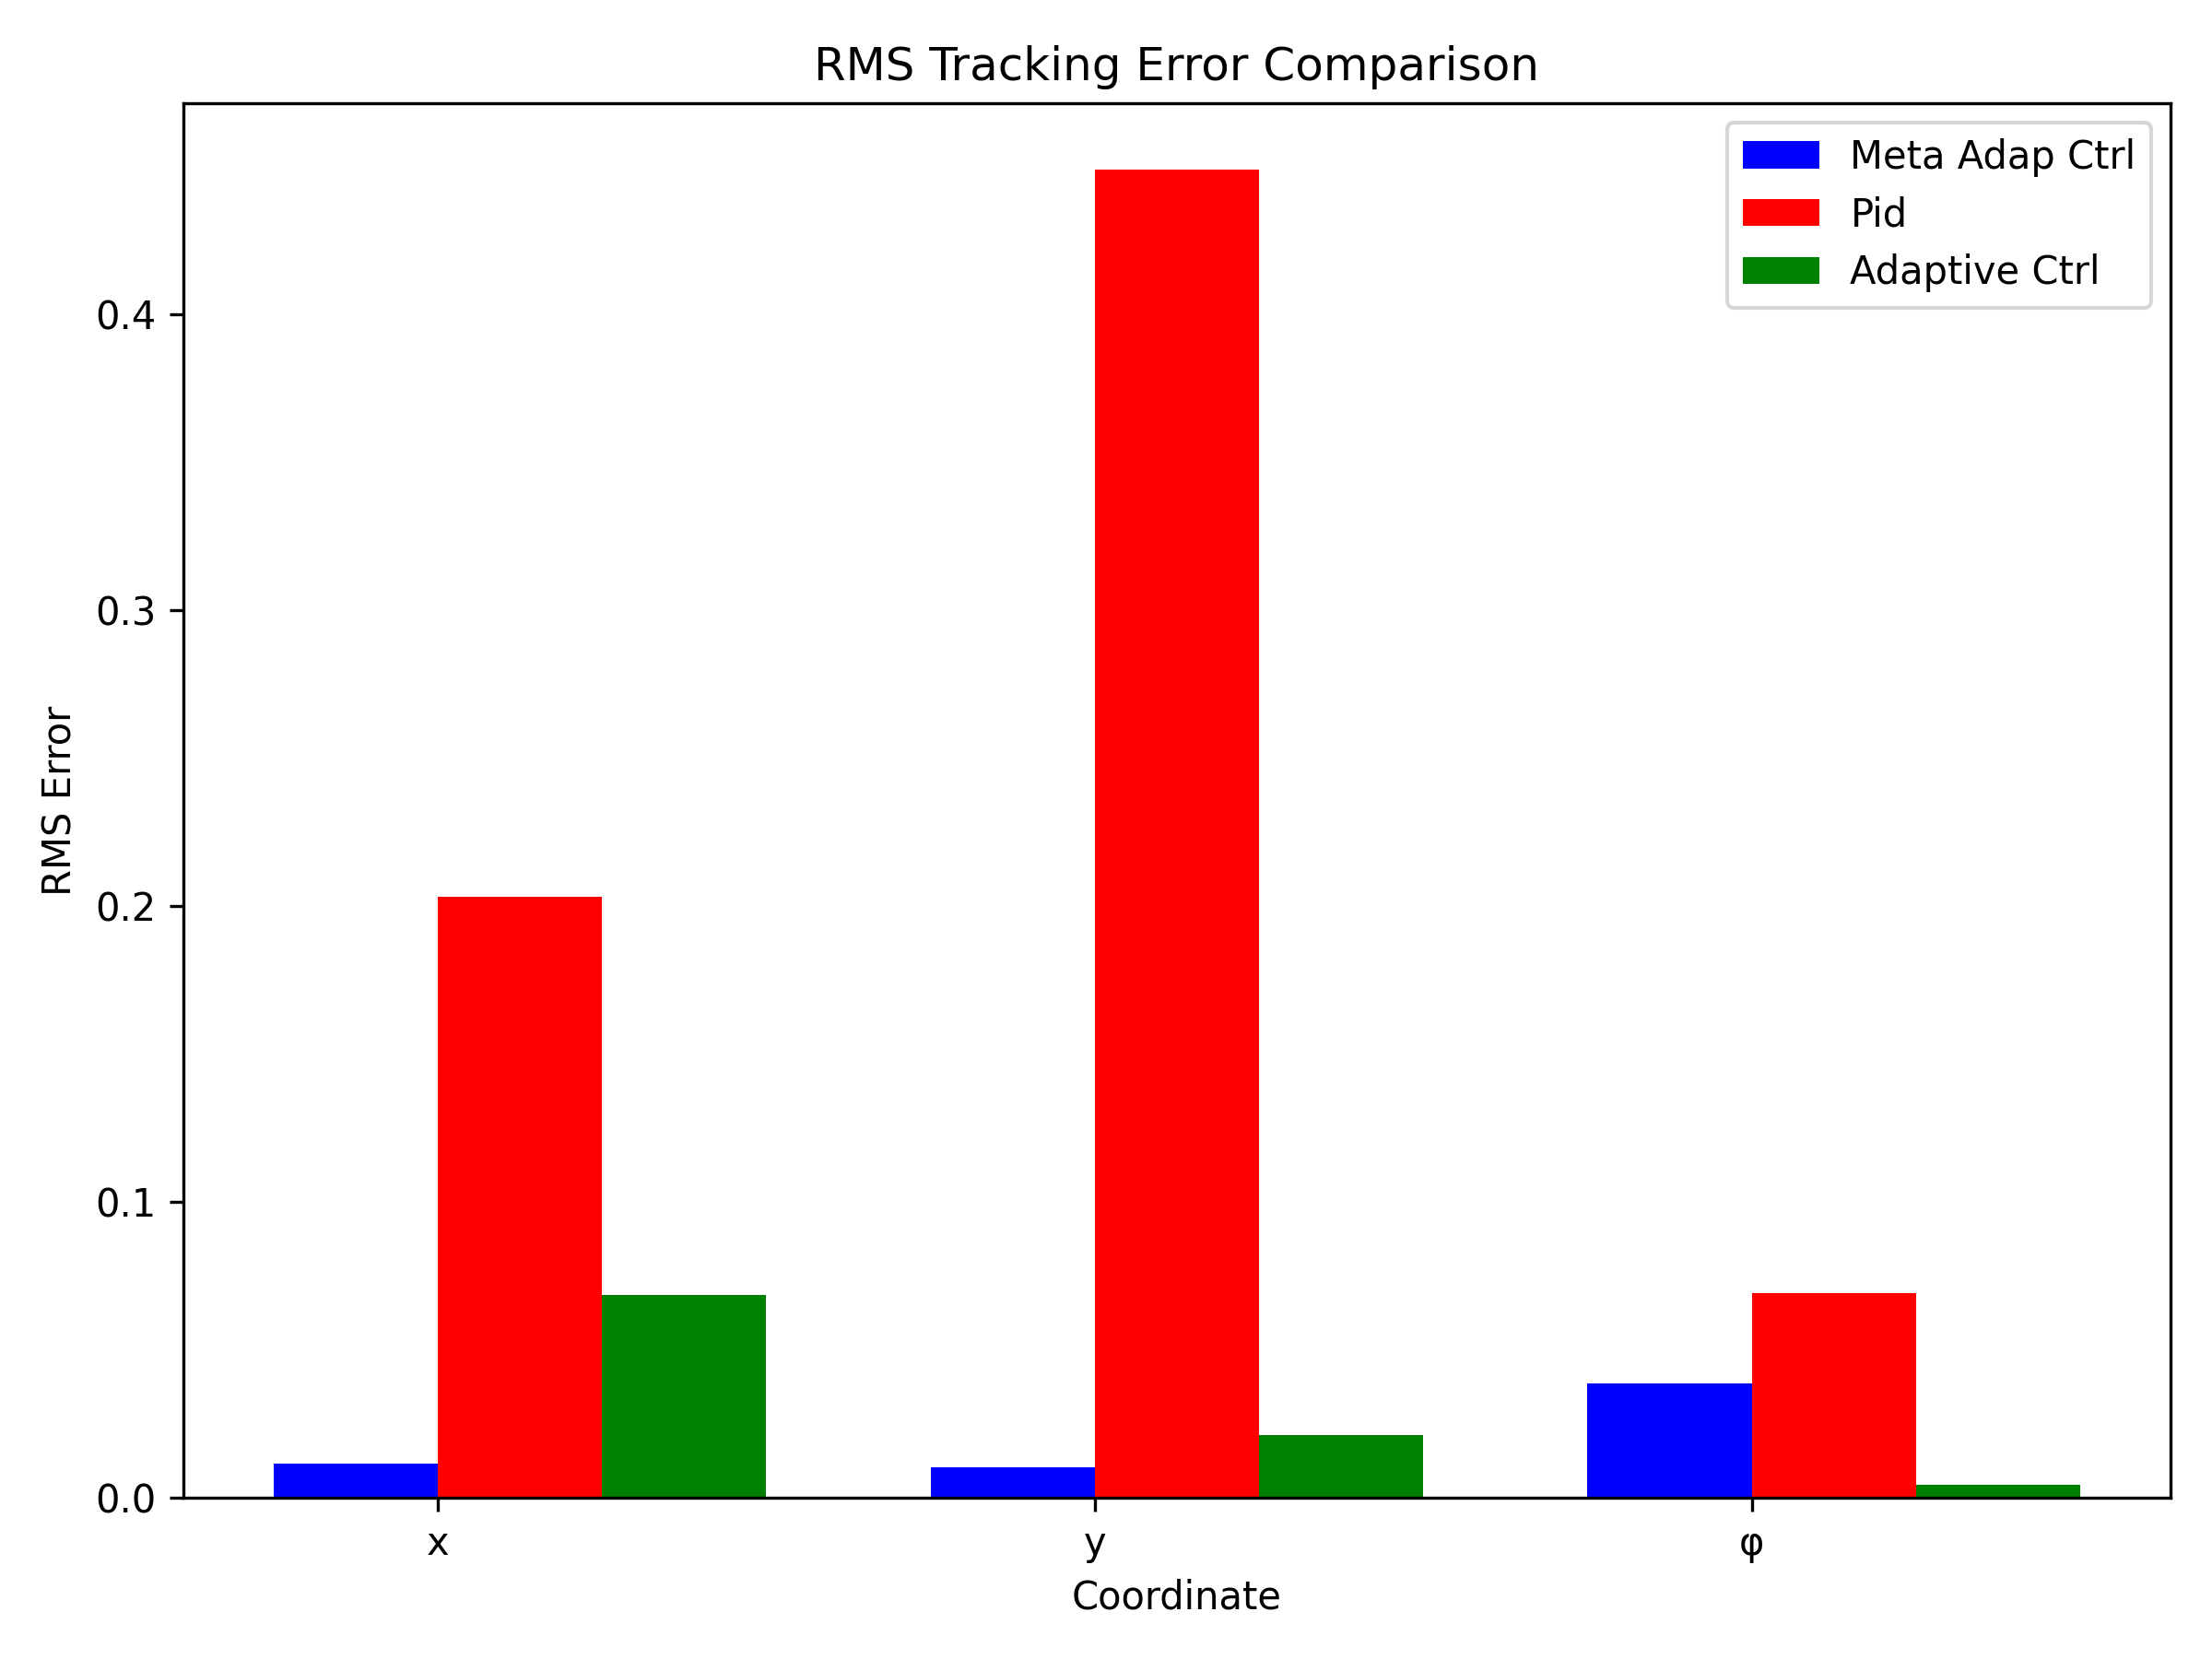 RMS Tracking Error Comparison
Meta Adap Ctrl
Pid
Adaptive Ctrl
RMS Error
0.4
0.3
0.2
0.1
0.0
x
y
φ
Coordinate